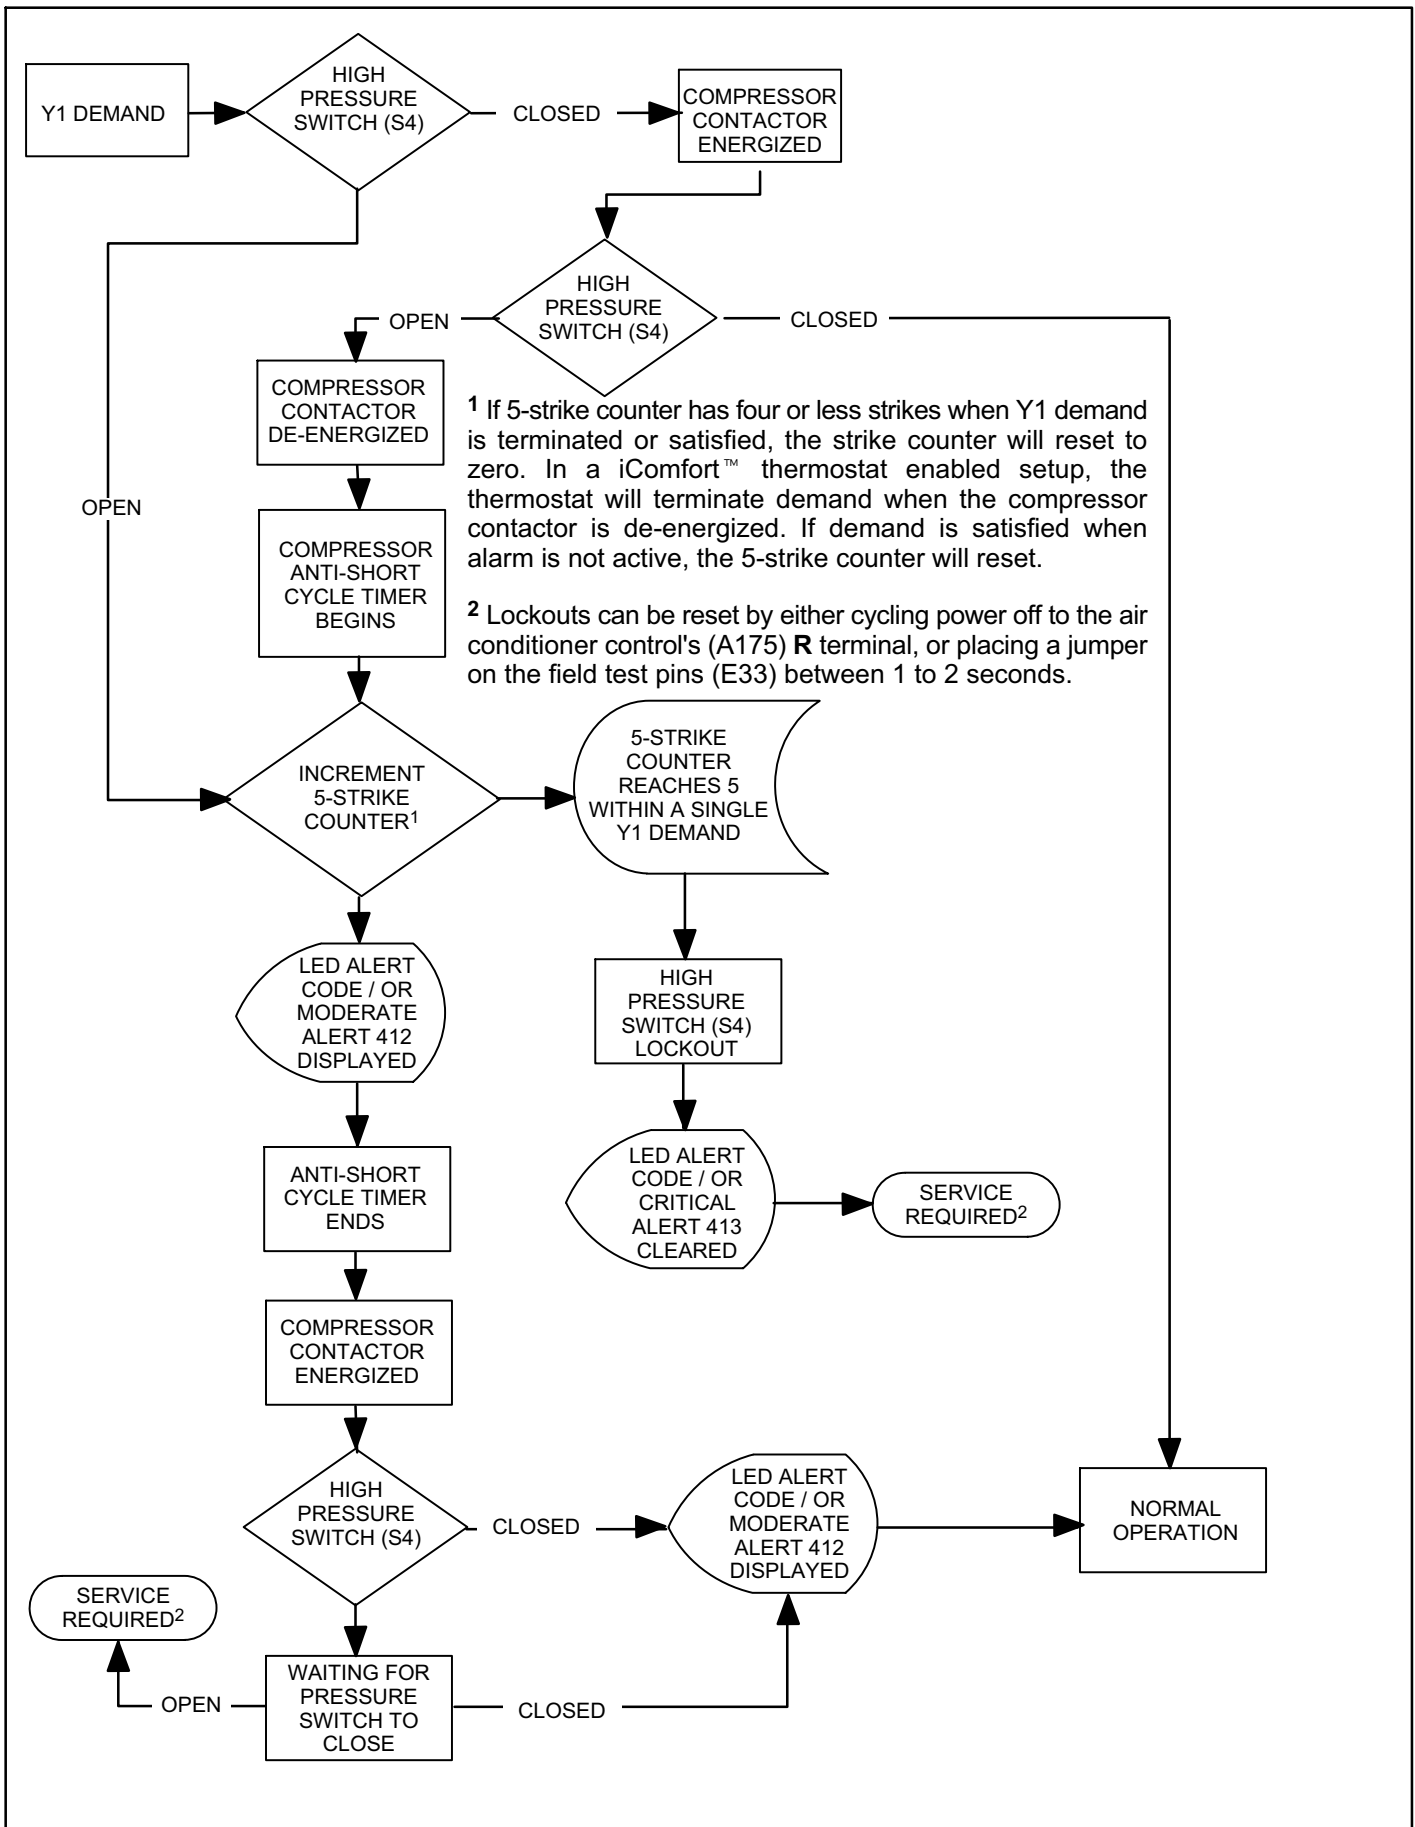 HIGH
PRESSURE
SWITCH (S4)
Y1 DEMAND
CLOSED
COMPRESSOR
CONTACTOR
ENERGIZED
HIGH
PRESSURE
SWITCH (S4)
OPEN
CLOSED
COMPRESSOR
CONTACTOR
DE-ENERGIZED
1 If 5-strike counter has four or less strikes when Y1 demand
is terminated or satisfied, the strike counter will reset to
zero. In a iComfort™ thermostat enabled setup, the
thermostat will terminate demand when the compressor
contactor is de-energized. If demand is satisfied when
alarm is not active, the 5-strike counter will reset.
OPEN
COMPRESSOR
ANTI-SHORT
CYCLE TIMER
BEGINS
2 Lockouts can be reset by either cycling power off to the air
conditioner control's (A175) R terminal, or placing a jumper
on the field test pins (E33) between 1 to 2 seconds.
INCREMENT
5-STRIKE
COUNTER1
5-STRIKE
COUNTER
REACHES 5
WITHIN A SINGLE
Y1 DEMAND
LED ALERT
CODE / OR
MODERATE
ALERT 412
DISPLAYED
HIGH
PRESSURE
SWITCH (S4)
LOCKOUT
ANTI-SHORT
CYCLE TIMER
ENDS
LED ALERT
CODE / OR
CRITICAL
ALERT 413
CLEARED
SERVICE
REQUIRED2
COMPRESSOR
CONTACTOR
ENERGIZED
HIGH
PRESSURE
SWITCH (S4)
CLOSED
LED ALERT
CODE / OR
MODERATE
ALERT 412
DISPLAYED
NORMAL
OPERATION
SERVICE
REQUIRED2
OPEN
WAITING FOR
PRESSURE
SWITCH TO
CLOSE
CLOSED